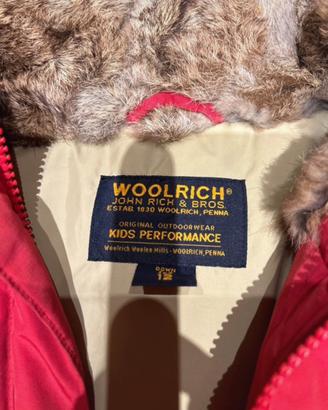 WOOLRICH®
JOHN RICH & BROS.
ESTAB. 1830 WOOLRICH, PENNA
ORIGINAL OUTDOORWEAR
KIDS PERFORMANCE
Woolrich Woolen Mills - WOOLRICH, PENNA
DOWN
12